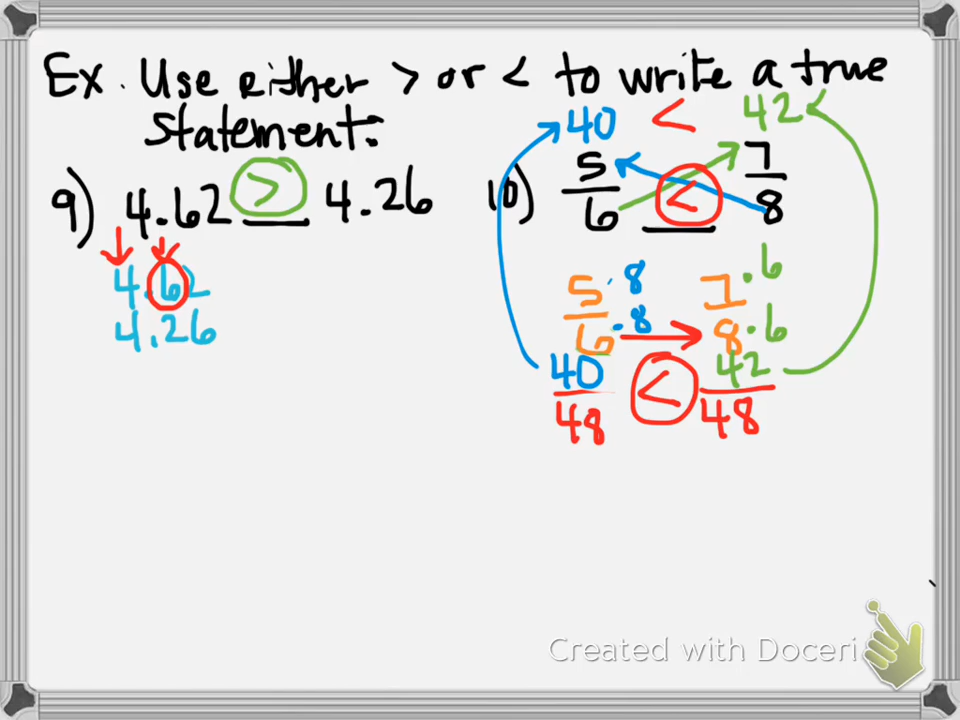 Ex. Use either > or < to write a true
statement:
9) 4.62 > 4.26
4.62
4.26
40 < 42
10) 5/6 < 7/8
5/6 · 8/· 8 7/8 · 6/· 6
40/48 < 42/48
Created with Doceri